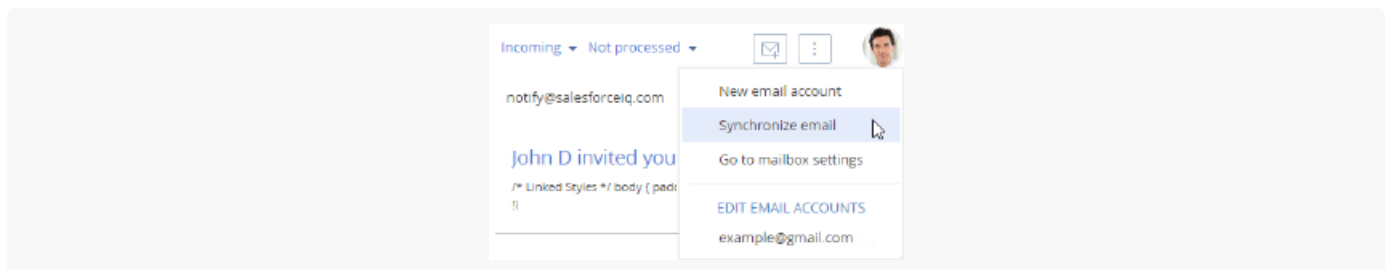 Incoming Not processed
notify@salesforceiq.com
New email account
Synchronize email
Go to mailbox settings
John D invited you
/* Linked Styles */ body { padd
EDIT EMAIL ACCOUNTS
example@gmail.com